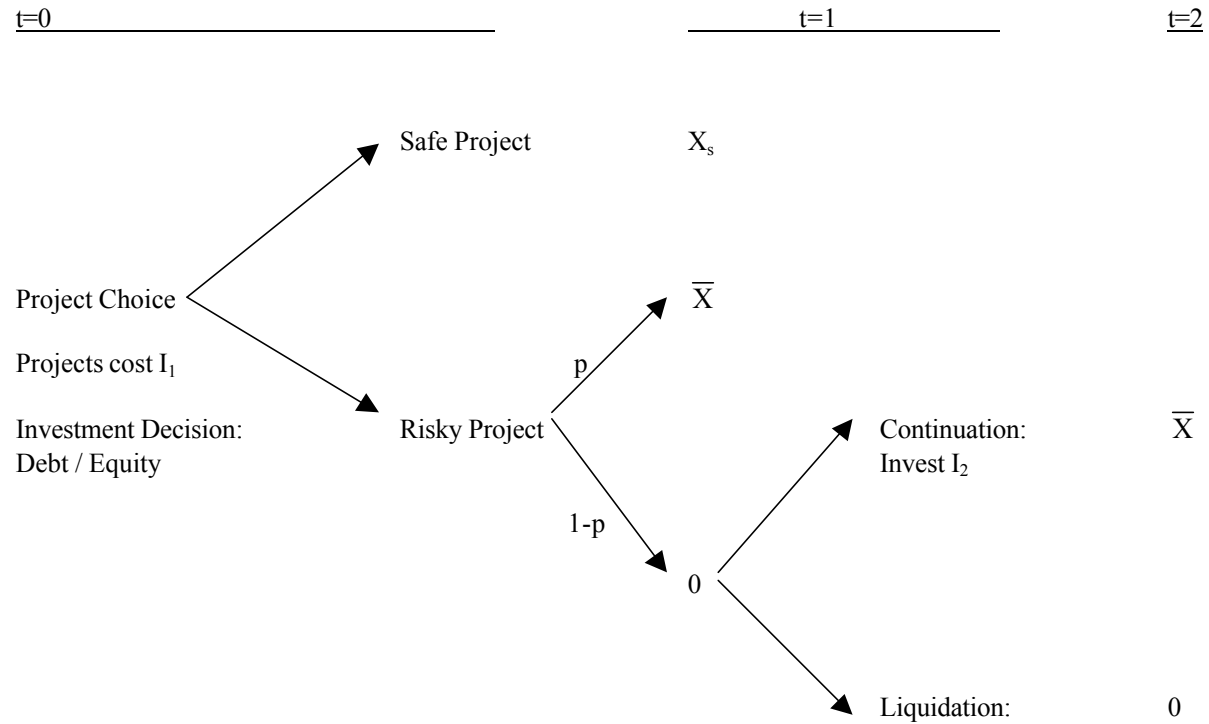 t=0 t=1 t=2
Safe Project Xₛ
Project Choice X̅
Projects cost I₁
p
Investment Decision: Risky Project Continuation: X̅
Debt / Equity Invest I₂
1-p
0
Liquidation: 0